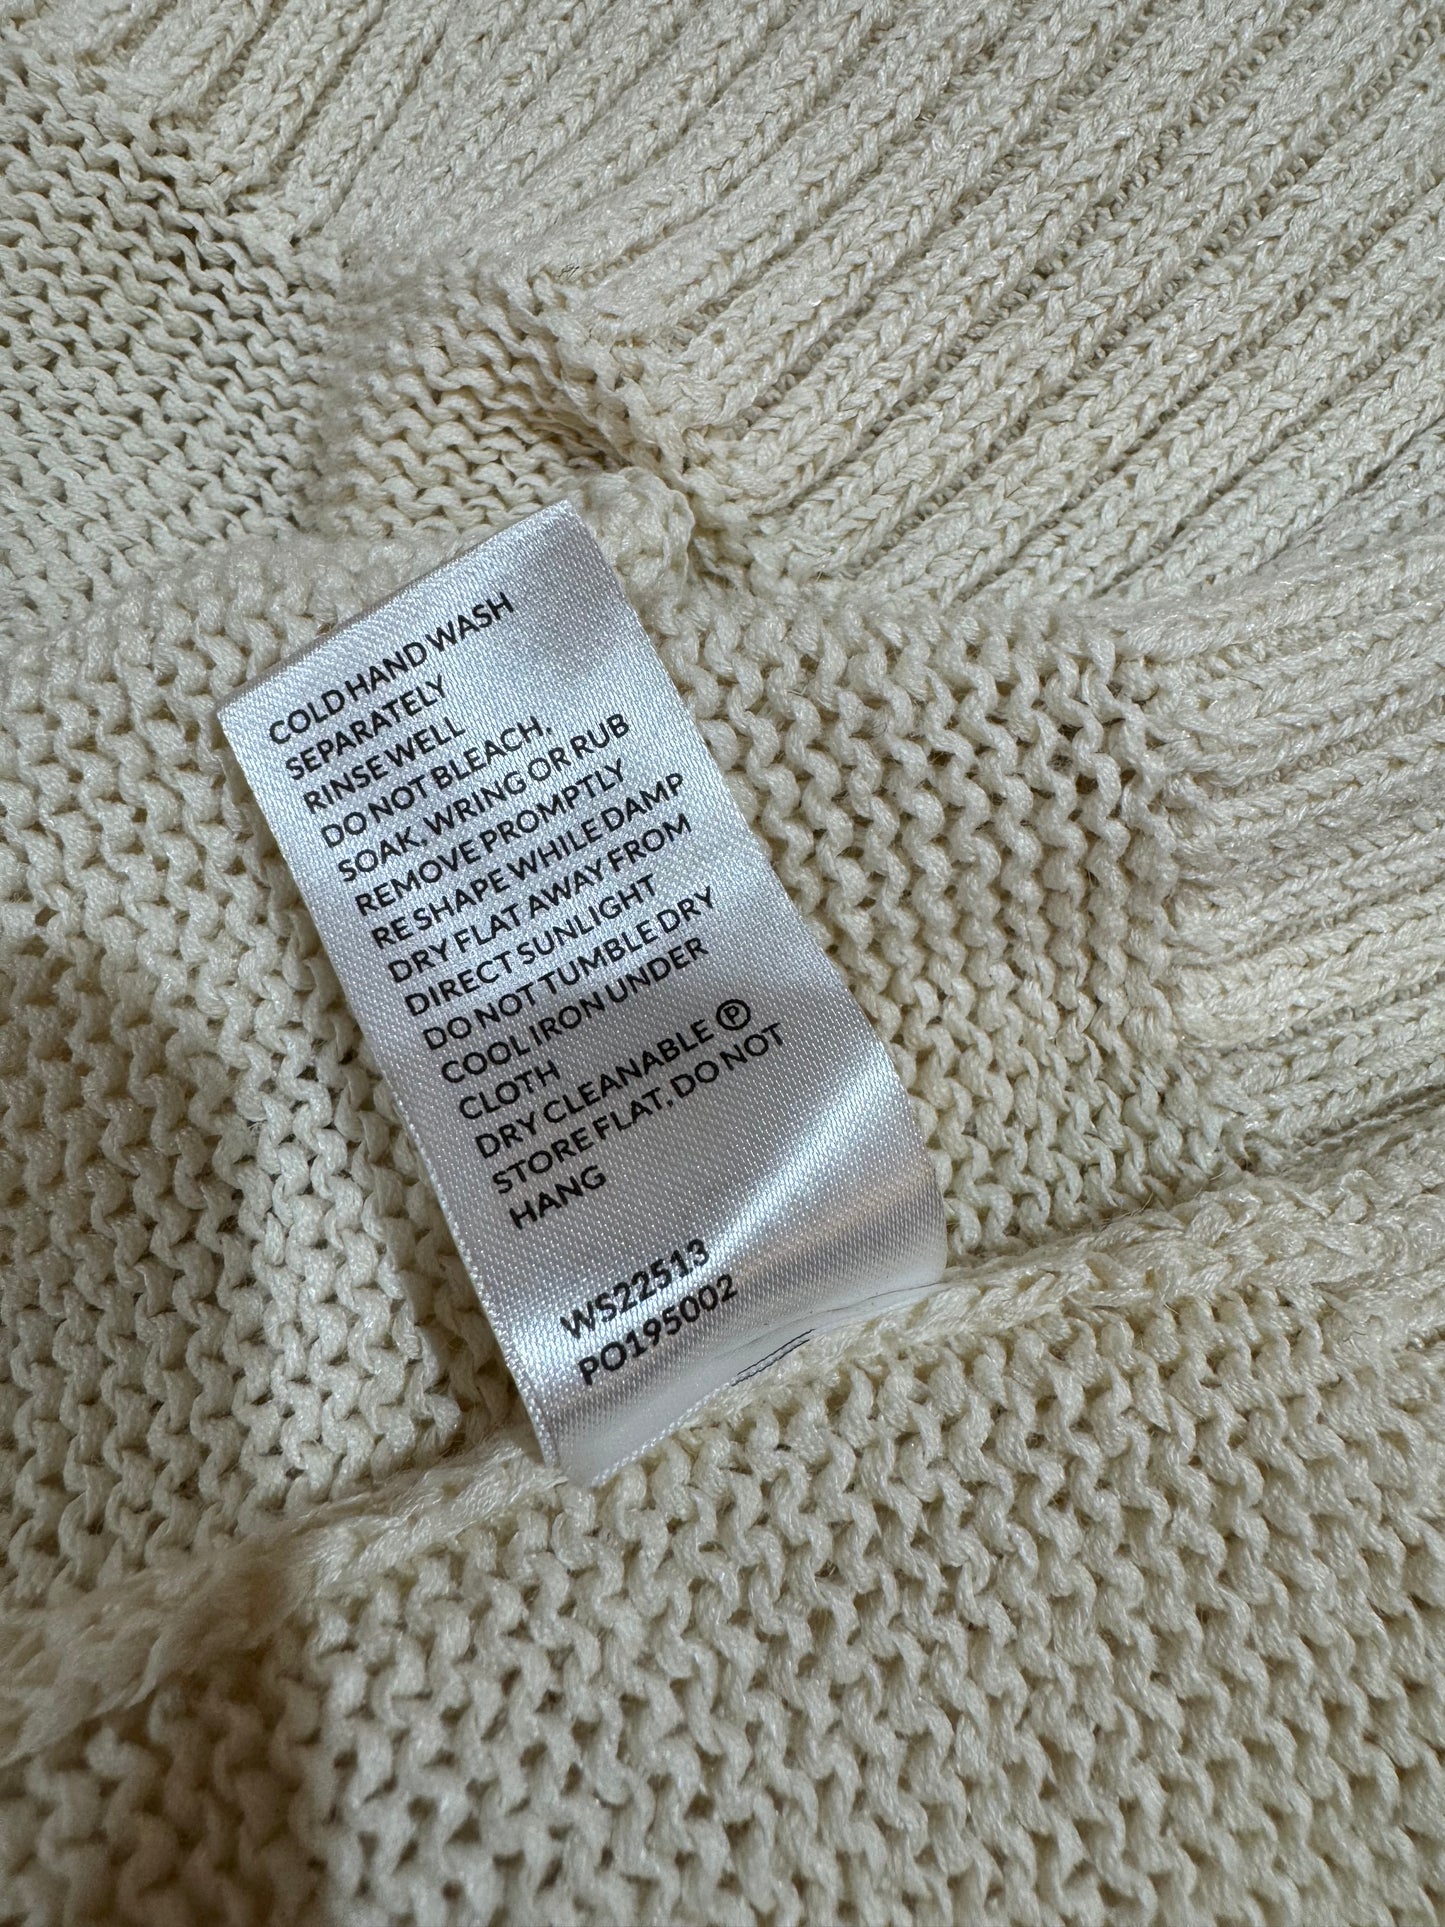 COLD HAND WASH
SEPARATELY
RINSE WELL
DO NOT BLEACH,
SOAK, WRING OR RUB
REMOVE PROMPTLY
RESHAPE WHILE DAMP
DRY FLAT AWAY FROM
DIRECT SUNLIGHT
DO NOT TUMBLE DRY
COOL IRON UNDER
CLOTH
DRY CLEANABLE Ⓟ
STORE FLAT, DO NOT
HANG
WS22513
PO195002